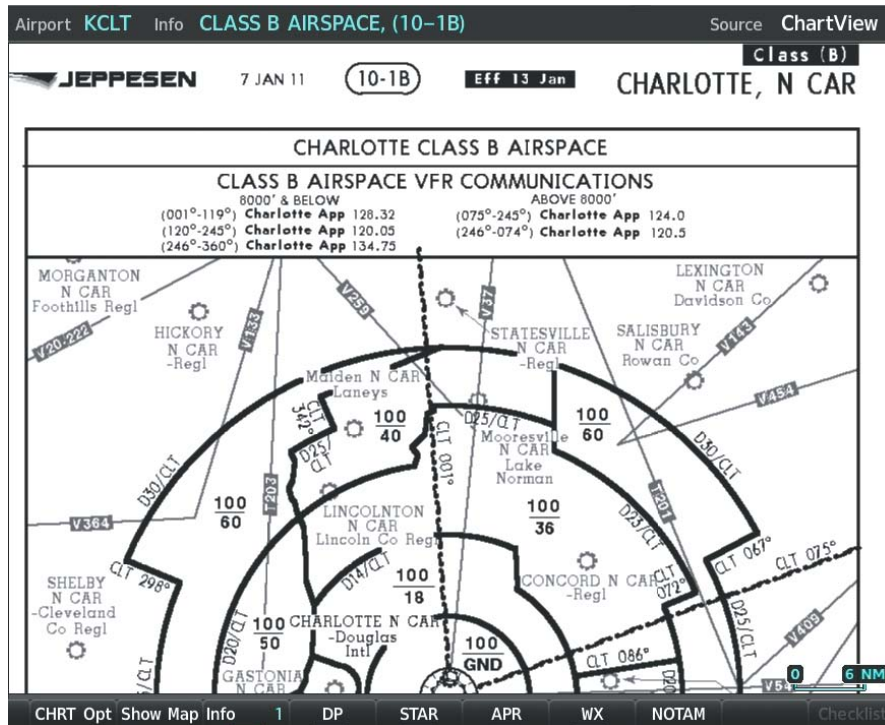 Airport KCLT Info CLASS B AIRSPACE, (10-1B) Source ChartView
Class (B)
JEPPESEN 7 JAN 11 10-1B Eff 13 Jan CHARLOTTE, N CAR
CHARLOTTE CLASS B AIRSPACE
CLASS B AIRSPACE VFR COMMUNICATIONS
8000' & BELOW
(001°-119°) Charlotte App 128.32
(120°-245°) Charlotte App 120.05
(246°-360°) Charlotte App 134.75
ABOVE 8000'
(075°-245°) Charlotte App 124.0
(246°-074°) Charlotte App 120.5
MORGANTON
N CAR
Foothills Regl
HICKORY
N CAR
-Regl
V20-222
V133
V259
V37
STATESVILLE
N CAR
-Regl
LEXINGTON
N CAR
Davidson Co
SALISBURY
N CAR
Rowan Co
V143
V454
Maiden N CAR
Laneys
CLT
342°
D25/
CLT
100
40
CLT 001°
D25/CLT
Mooresville
N CAR
Lake
Norman
100
60
D30/CLT
D30/CLT
100
60
T203
V364
LINCOLNTON
N CAR
Lincoln Co Regl
100
36
D25/CLT
T201
CLT 298°
SHELBY
N CAR
-Cleveland
Co Regl
D14/CLT
100
18
CONCORD N CAR
-Regl
CLT
072°
CLT 067°
CLT 075°
D25/CLT
V409
D20/CLT
100
50
CHARLOTTE N CAR
-Douglas
Intl
100
GND
CLT 086°
GASTONIA
N CAR
0 6 NM
CHRT Opt Show Map Info 1 DP STAR APR WX NOTAM Checklist